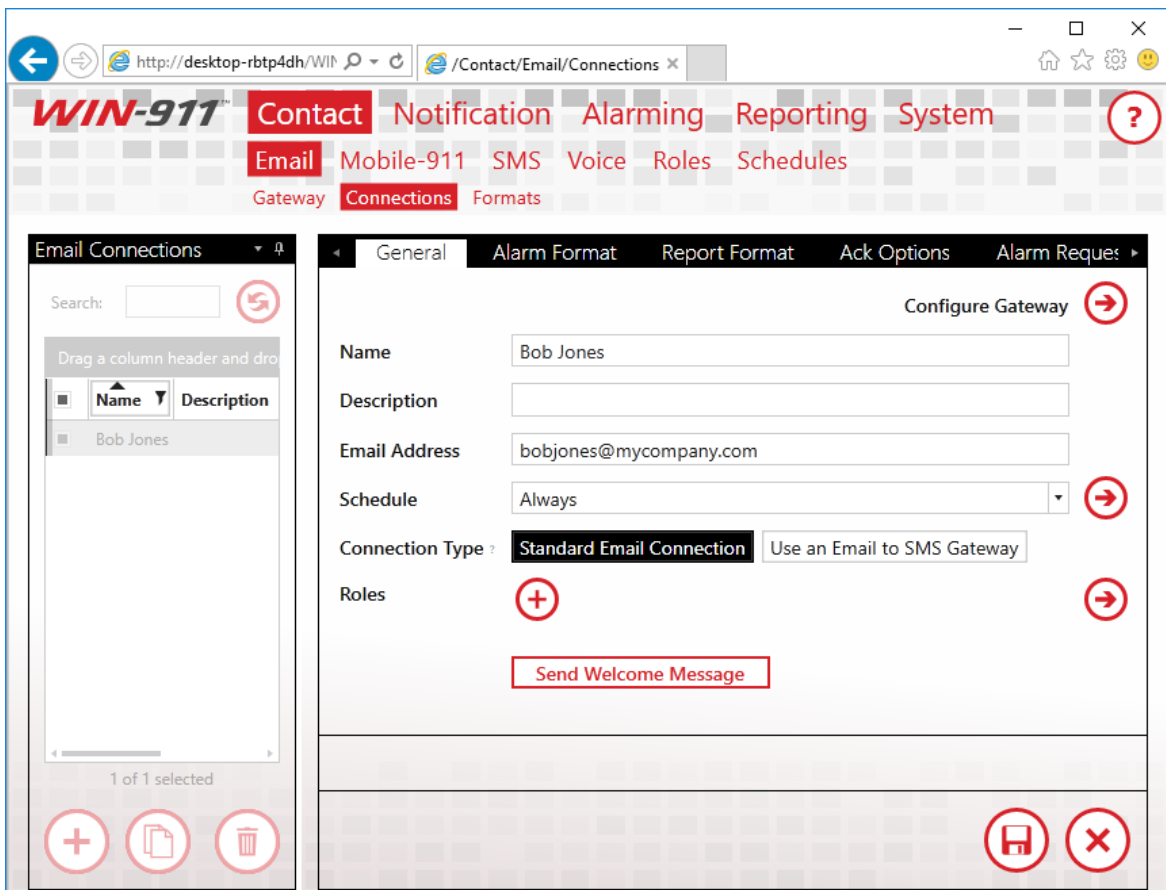 http://desktop-rbtp4dh/WIN /Contact/Email/Connections
WIN-911™ Contact Notification Alarming Reporting System ?
Email Mobile-911 SMS Voice Roles Schedules
Gateway Connections Formats
Email Connections
Search:
Drag a column header and dro
Name Description
Bob Jones
1 of 1 selected
General Alarm Format Report Format Ack Options Alarm Reques
Configure Gateway
Name Bob Jones
Description
Email Address bobjones@mycompany.com
Schedule Always
Connection Type ? Standard Email Connection Use an Email to SMS Gateway
Roles
Send Welcome Message